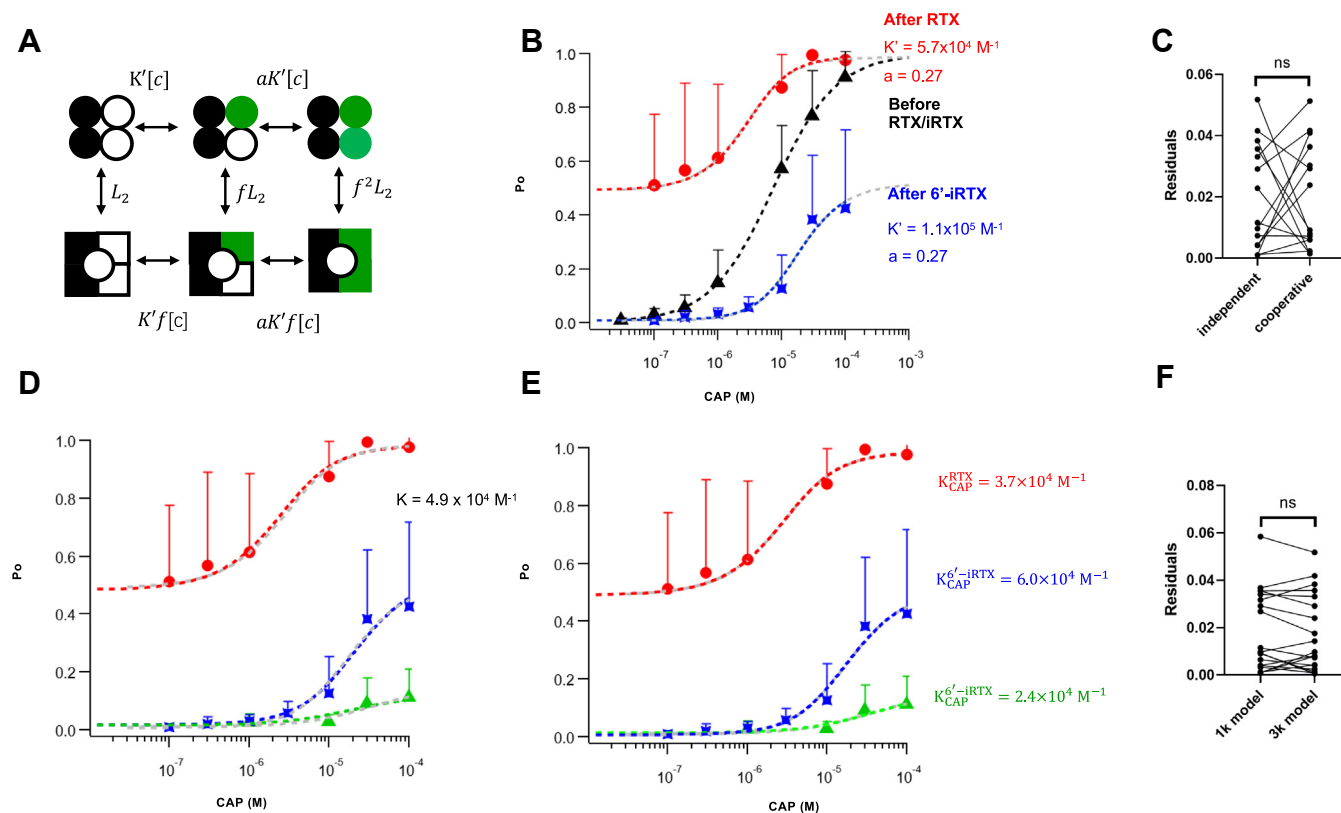 A
K′[c]
aK′[c]
L₂
fL₂
f²L₂
K′f[C]
aK′f[c]
B
After RTX
K' = 5.7x10⁴ M⁻¹
a = 0.27
Before
RTX/iRTX
After 6'-iRTX
K' = 1.1x10⁵ M⁻¹
a = 0.27
Po
1.0
0.8
0.6
0.4
0.2
0.0
10⁻⁷
10⁻⁶
10⁻⁵
10⁻⁴
10⁻³
CAP (M)
C
ns
Residuals
0.06
0.04
0.02
0.00
independent
cooperative
D
Po
1.0
0.8
0.6
0.4
0.2
0.0
K = 4.9 x 10⁴ M⁻¹
10⁻⁷
10⁻⁶
10⁻⁵
10⁻⁴
CAP (M)
E
Po
1.0
0.8
0.6
0.4
0.2
0.0
K_CAP^RTX = 3.7×10⁴ M⁻¹
K_CAP^6′−iRTX = 6.0×10⁴ M⁻¹
K_CAP^6′−iRTX = 2.4×10⁴ M⁻¹
10⁻⁷
10⁻⁶
10⁻⁵
10⁻⁴
CAP (M)
F
ns
Residuals
0.08
0.06
0.04
0.02
0.00
1k model
3k model